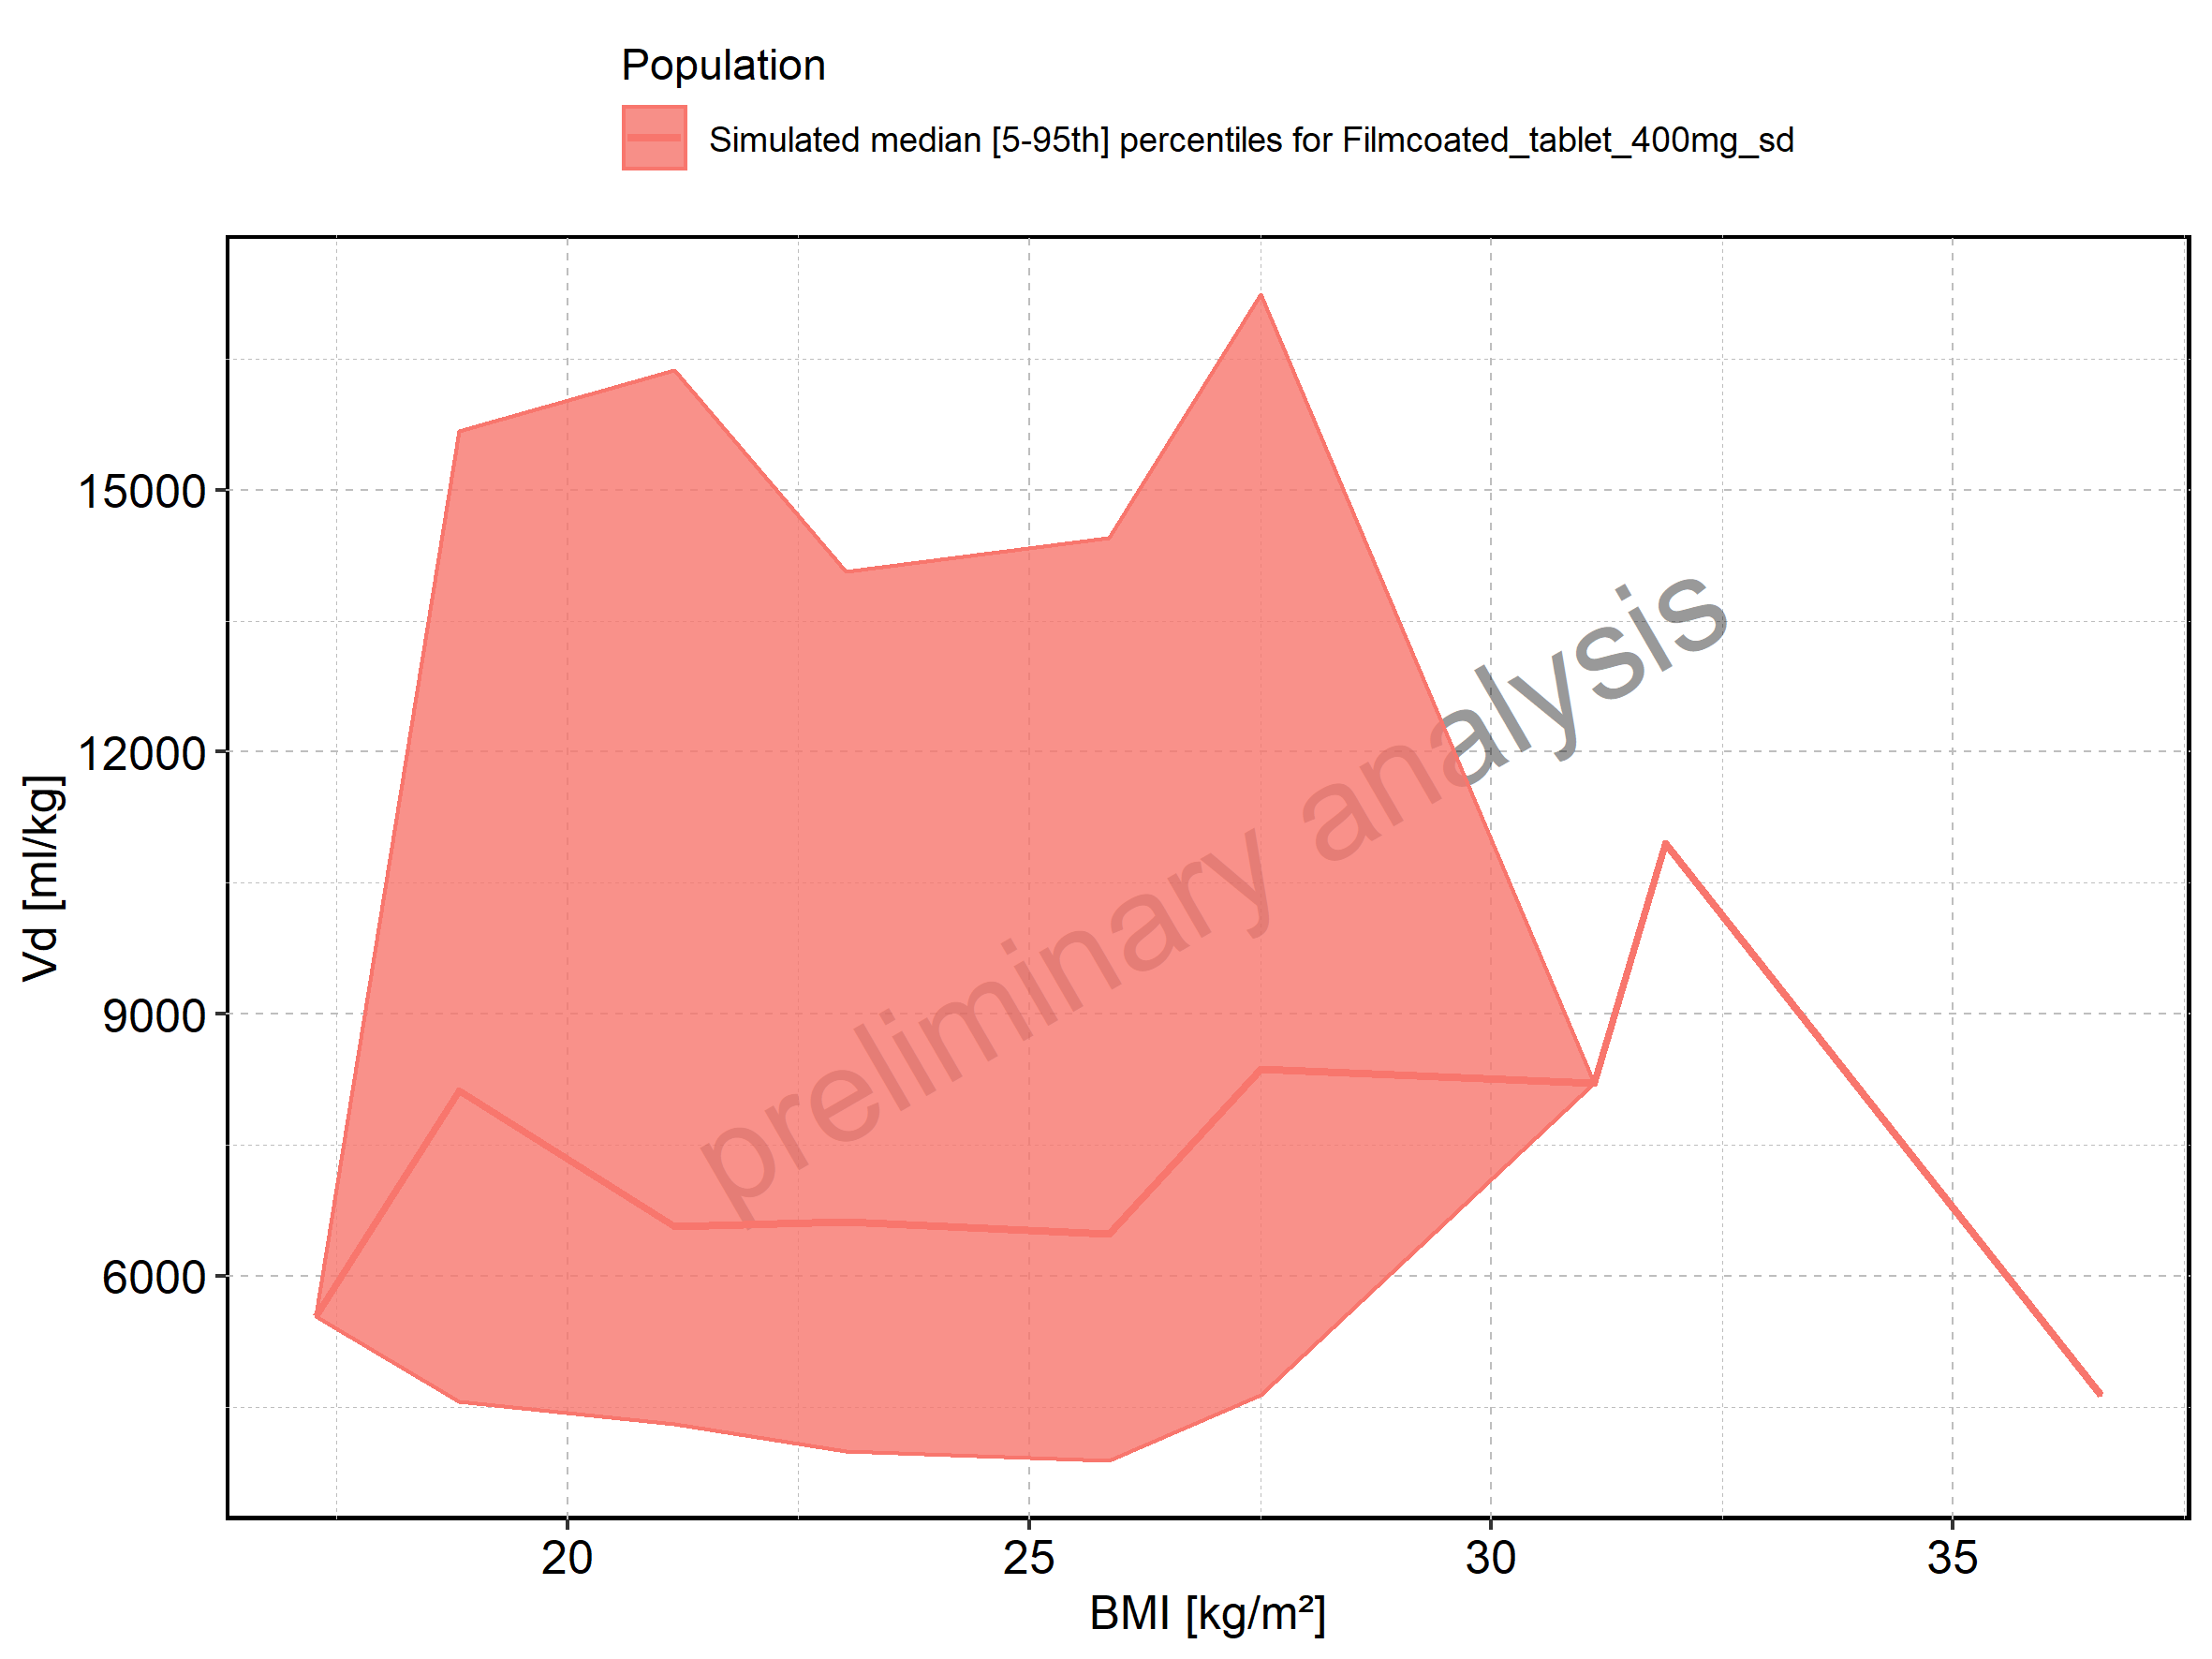 Population
Simulated median [5-95th] percentiles for Filmcoated_tablet_400mg_sd
15000
12000
9000
6000
Vd [ml/kg]
preliminary analysis
20 25 30 35
BMI [kg/m²]